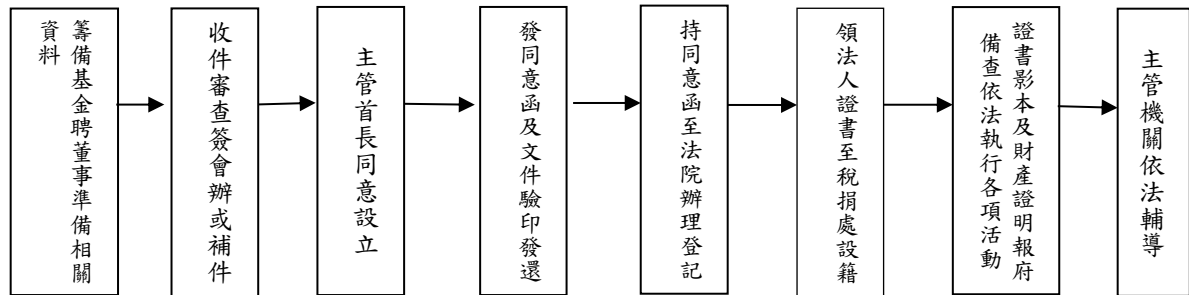 籌備基金聘董事準備相關
資料
收件審查簽會辦或補件
主管首長同意設立
發同意函及文件驗印發還
持同意函至法院辦理登記
領法人證書至稅捐處設籍
證書影本及財產證明報府
備查依法執行各項活動
主管機關依法輔導